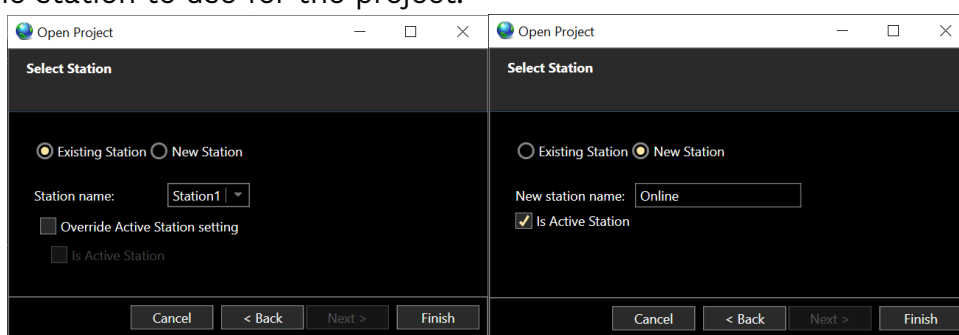 station to use for the project.
Open Project
Select Station
Existing Station New Station
Station name: Station1
Override Active Station setting
Is Active Station
Cancel < Back Next > Finish
Open Project
Select Station
Existing Station New Station
New station name: Online
Is Active Station
Cancel < Back Next > Finish